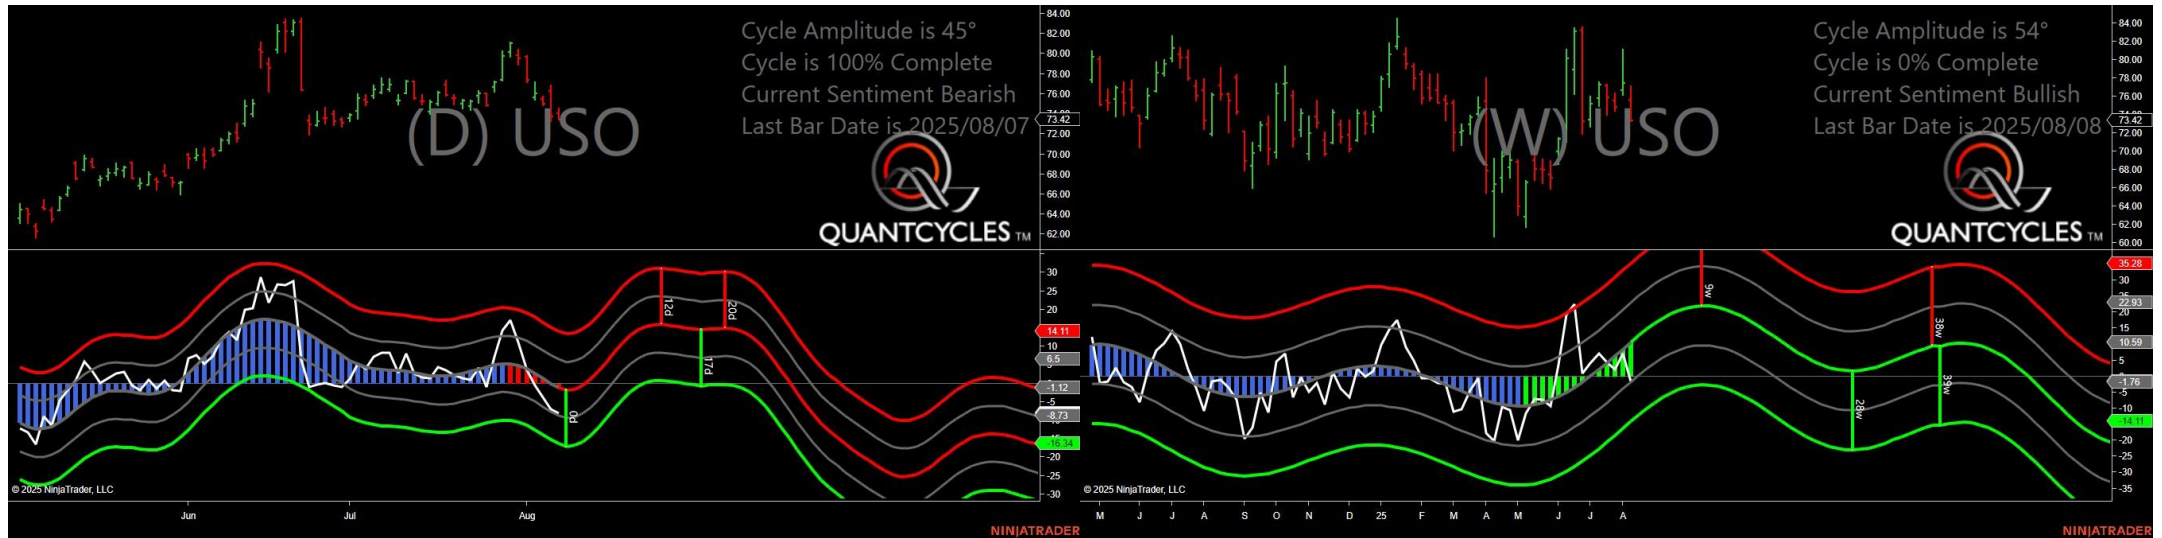 Cycle Amplitude is 45°
Cycle is 100% Complete
Current Sentiment Bearish
Last Bar Date is 2025/08/07
(D) USO
QUANTCYCLES TM
84.00
82.00
80.00
78.00
76.00
74.00
73.42
72.00
70.00
68.00
66.00
64.00
62.00
30
25
20
14.11
10
6.5
-1.12
-5
-8.73
-16.34
-20
-25
-30
12d
20d
17d
0d
© 2025 NinjaTrader, LLC
Jun
Jul
Aug
NINJATRADER
Cycle Amplitude is 54°
Cycle is 0% Complete
Current Sentiment Bullish
Last Bar Date is 2025/08/08
(W) USO
QUANTCYCLES TM
84.00
82.00
80.00
78.00
76.00
73.42
72.00
70.00
68.00
66.00
64.00
62.00
60.00
35.28
30
22.93
20
15
10.59
5
-1.76
-5
-10
-14.11
-20
-25
-30
-35
9w
38w
28w
39w
© 2025 NinjaTrader, LLC
M
J
J
A
S
O
N
D
25
F
M
A
M
J
J
A
NINJATRADER